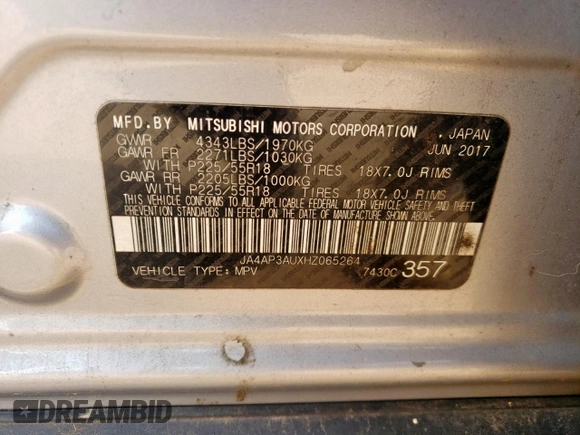 MFD.BY MITSUBISHI MOTORS CORPORATION . JAPAN
GVWR 4343LBS/1970KG JUN 2017
GAWR FR 2271LBS/1030KG
WITH P225/55R18 TIRES 18X7.0J RIMS
GAWR RR 2205LBS/1000KG
WITH P225/55R18 TIRES 18X7.0J RIMS
THIS VEHICLE CONFORMS TO ALL APPLICABLE FEDERAL MOTOR VEHICLE SAFETY AND THEFT
PREVENTION STANDARDS IN EFFECT ON THE DATE OF MANUFACTURE SHOWN ABOVE.
JA4AP3AUXHZ065264
VEHICLE TYPE: MPV 7430C 357
DREAMBID